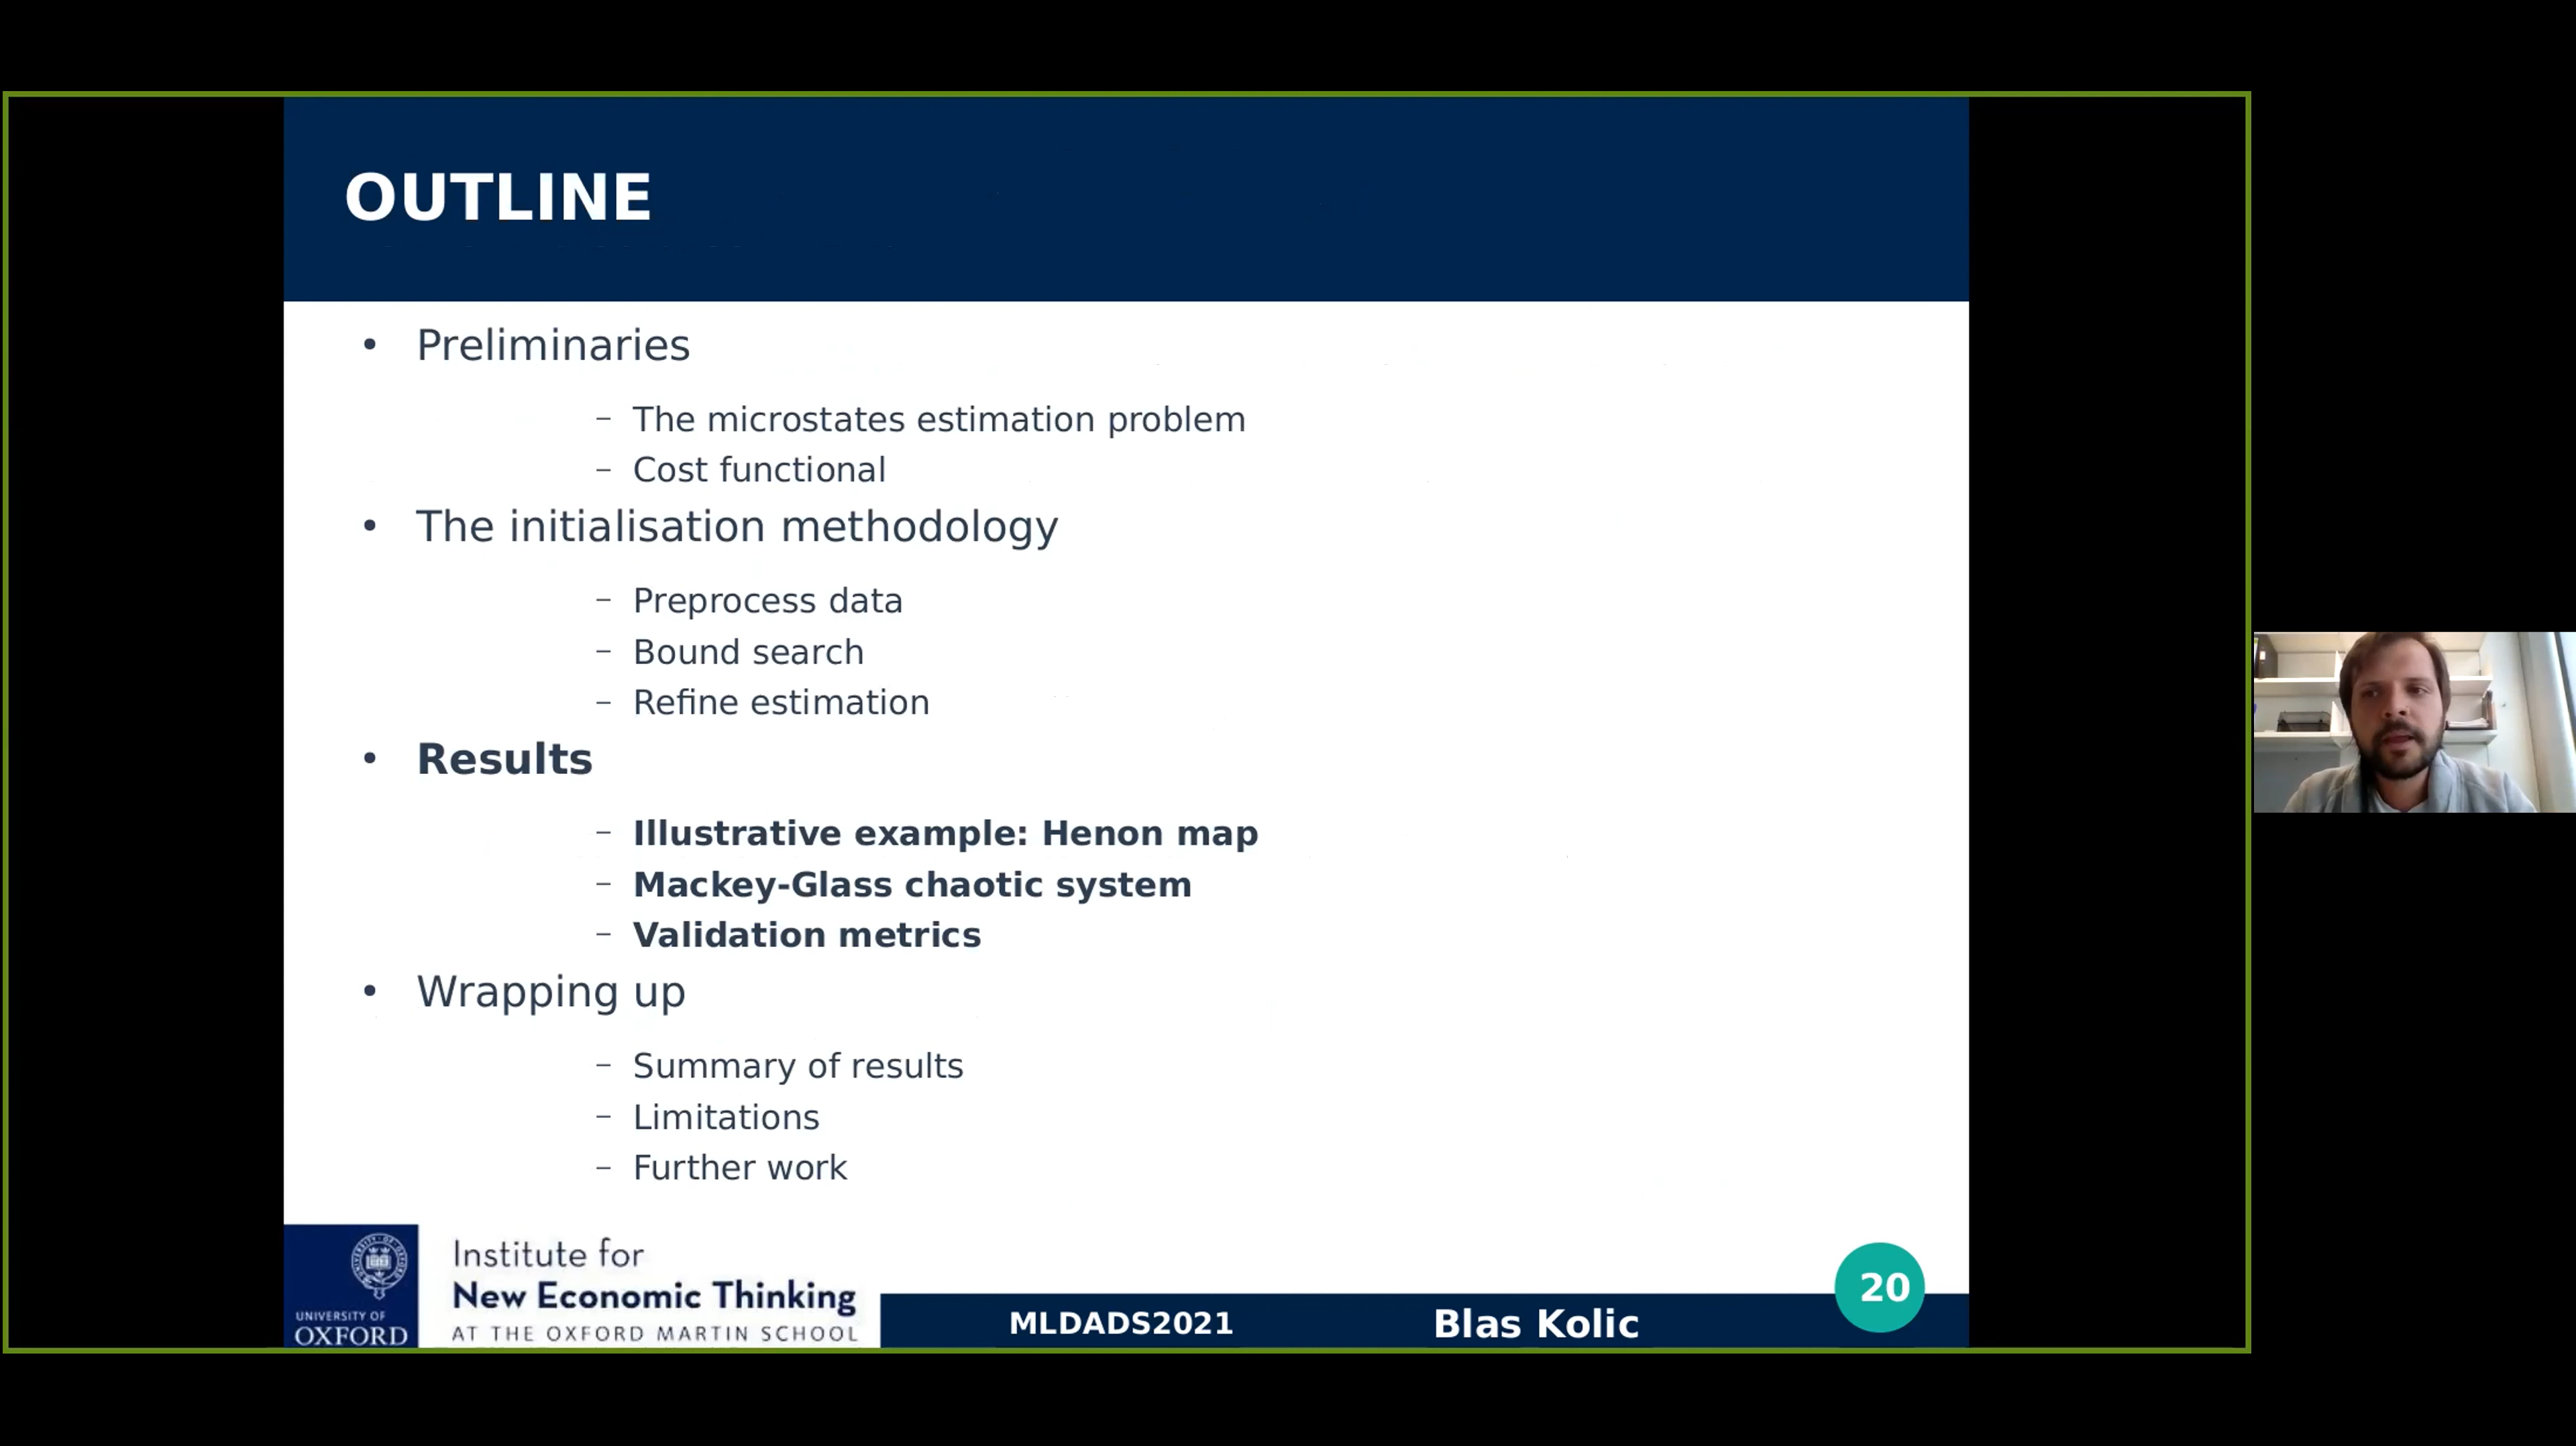 OUTLINE
• Preliminaries
– The microstates estimation problem
– Cost functional
• The initialisation methodology
– Preprocess data
– Bound search
– Refine estimation
• Results
– Illustrative example: Henon map
– Mackey-Glass chaotic system
– Validation metrics
• Wrapping up
– Summary of results
– Limitations
– Further work
UNIVERSITY OF
OXFORD
Institute for
New Economic Thinking
AT THE OXFORD MARTIN SCHOOL
MLDADS2021
Blas Kolic
20